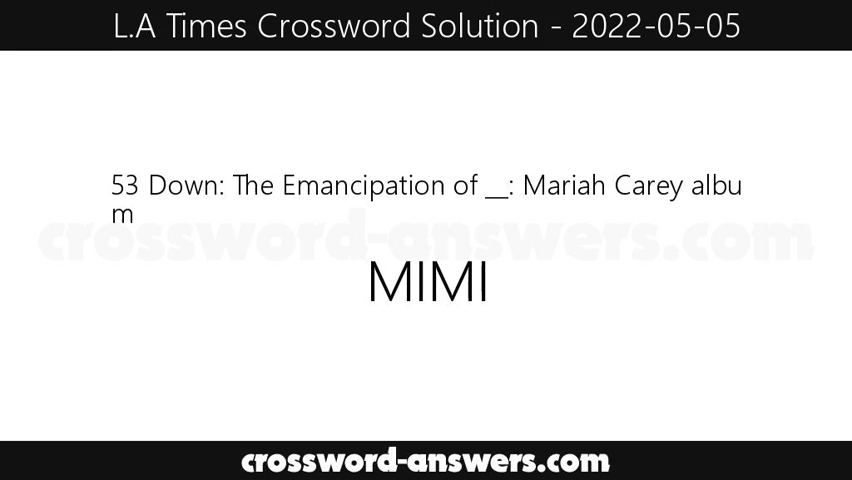 L.A Times Crossword Solution - 2022-05-05
53 Down: The Emancipation of __: Mariah Carey albu
m
crossword-answers.com
MIMI
crossword-answers.com